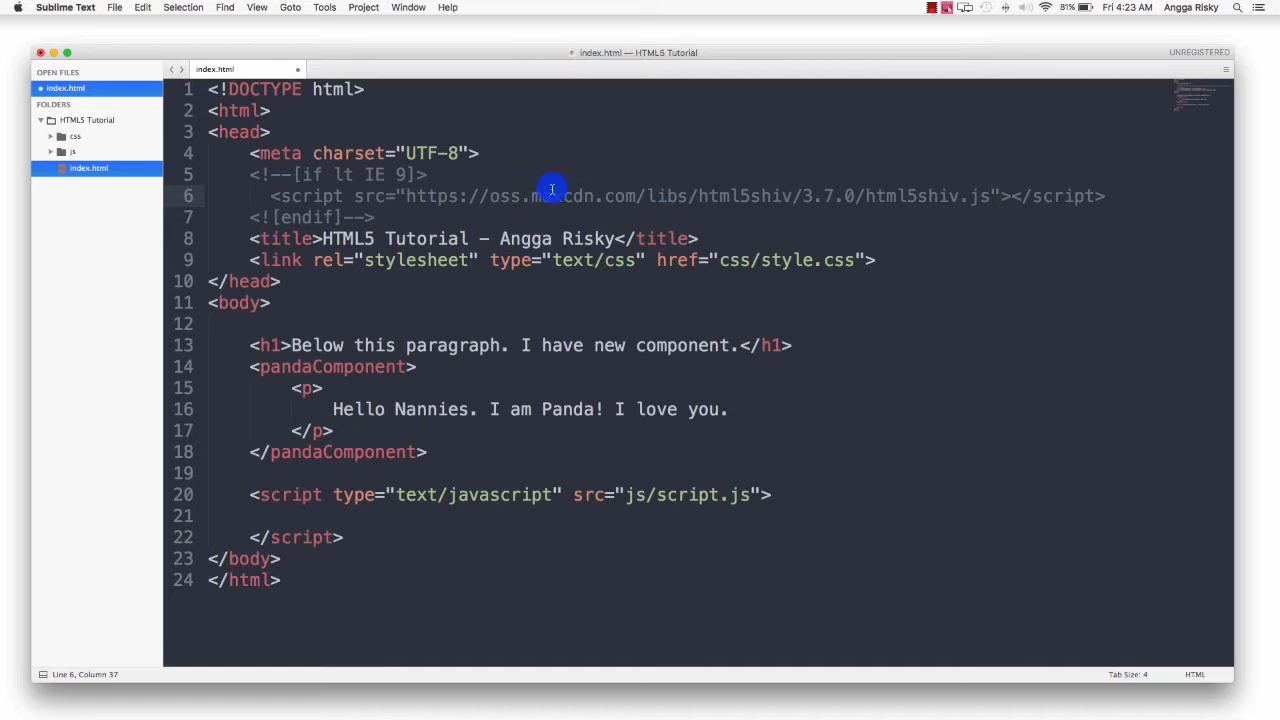 Sublime Text File Edit Selection Find View Goto Tools Project Window Help 81% Fri 4:23 AM Angga Risky
index.html — HTML5 Tutorial UNREGISTERED
OPEN FILES
index.html
FOLDERS
HTML5 Tutorial
css
js
index.html
index.html
1 <!DOCTYPE html>
2 <html>
3 <head>
4 <meta charset="UTF-8">
5 <!--[if lt IE 9]>
6 <script src="https://oss.maxcdn.com/libs/html5shiv/3.7.0/html5shiv.js"></script>
7 <![endif]-->
8 <title>HTML5 Tutorial - Angga Risky</title>
9 <link rel="stylesheet" type="text/css" href="css/style.css">
10 </head>
11 <body>
12
13 <h1>Below this paragraph. I have new component.</h1>
14 <pandaComponent>
15 <p>
16 Hello Nannies. I am Panda! I love you.
17 </p>
18 </pandaComponent>
19
20 <script type="text/javascript" src="js/script.js">
21
22 </script>
23 </body>
24 </html>
Line 6, Column 37 Tab Size: 4 HTML